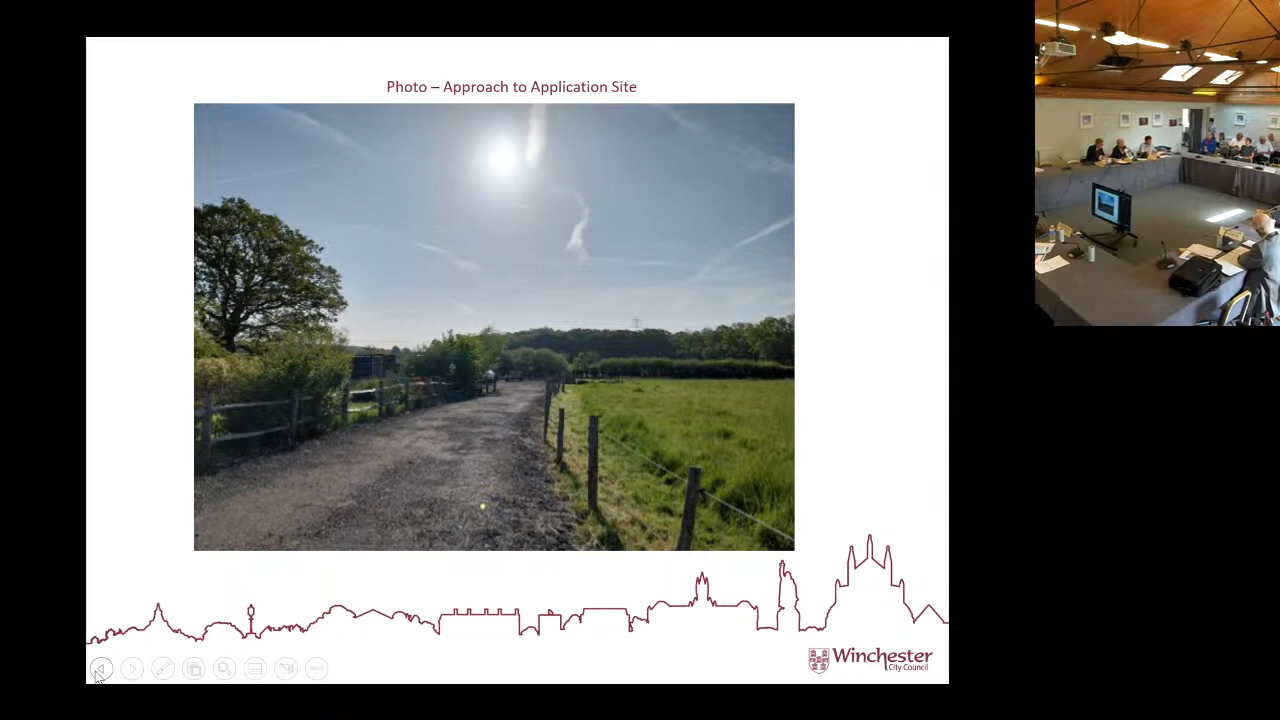 Photo – Approach to Application Site
Winchester
City Council